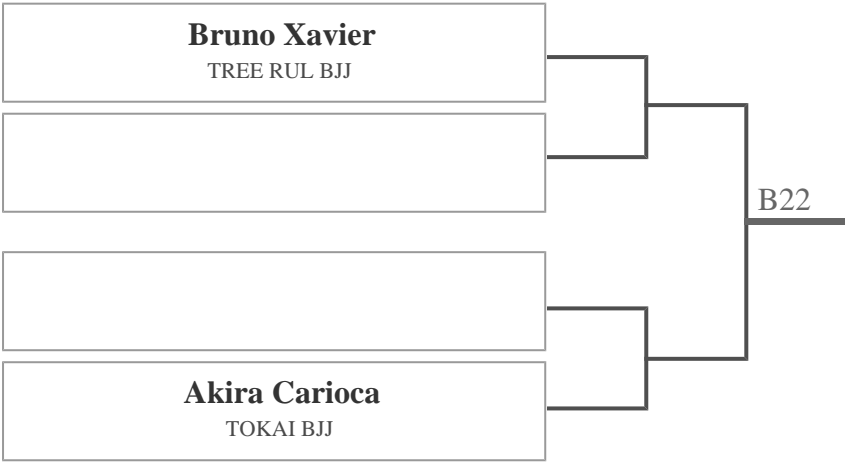 Bruno Xavier
TREE RUL BJJ
B22
Akira Carioca
TOKAI BJJ